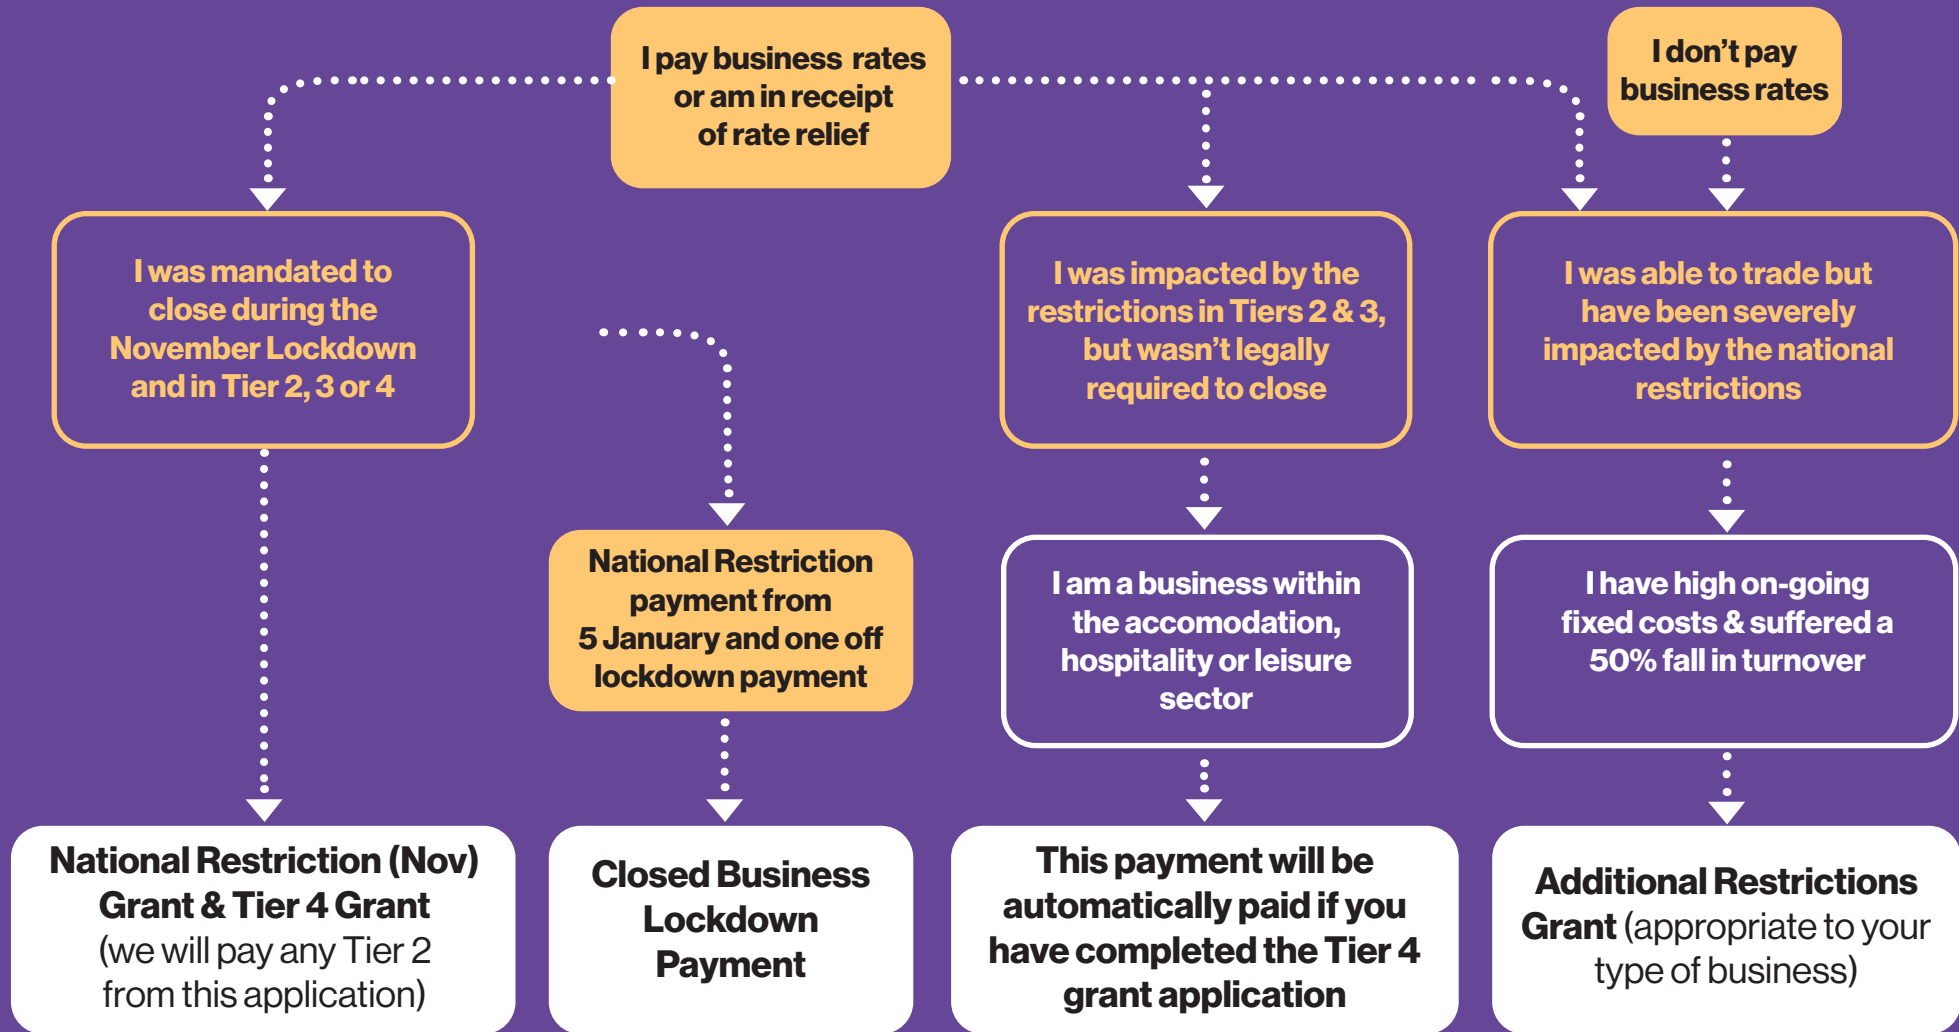 I pay business rates
or am in receipt
of rate relief
I don't pay
business rates
I was mandated to
close during the
November Lockdown
and in Tier 2, 3 or 4
I was impacted by the
restrictions in Tiers 2 & 3,
but wasn't legally
required to close
I was able to trade but
have been severely
impacted by the national
restrictions
National Restriction
payment from
5 January and one off
lockdown payment
I am a business within
the accomodation,
hospitality or leisure
sector
I have high on-going
fixed costs & suffered a
50% fall in turnover
National Restriction (Nov)
Grant & Tier 4 Grant
(we will pay any Tier 2
from this application)
Closed Business
Lockdown
Payment
This payment will be
automatically paid if you
have completed the Tier 4
grant application
Additional Restrictions
Grant (appropriate to your
type of business)